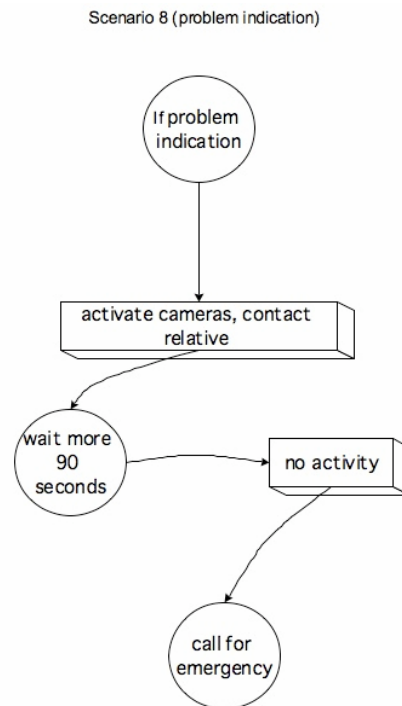 Scenario 8 (problem indication)
If problem
indication
activate cameras, contact
relative
wait more
90
seconds
no activity
call for
emergency